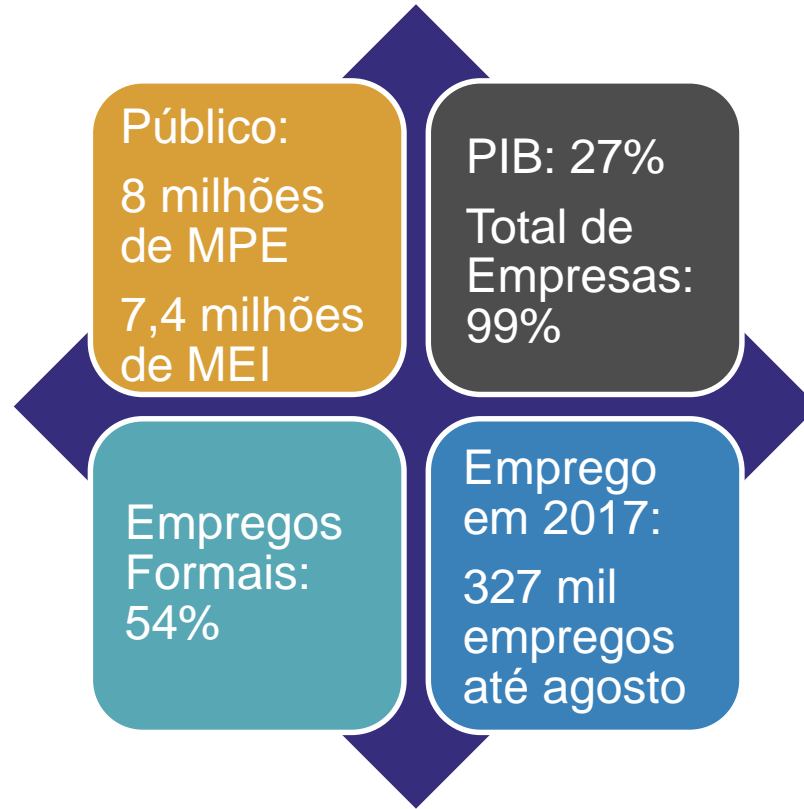 Público:
8 milhões
de MPE
7,4 milhões
de MEI
PIB: 27%
Total de
Empresas:
99%
Empregos
Formais:
54%
Emprego
em 2017:
327 mil
empregos
até agosto